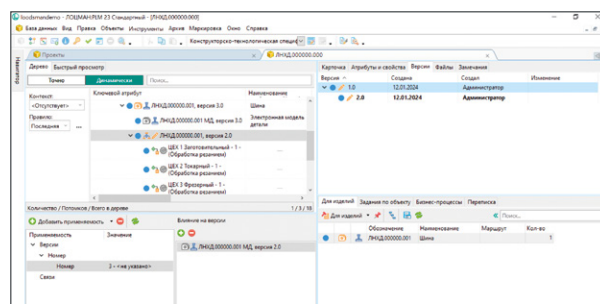 loodsmandemo - ЛОЦМАН:PLM 23 Стандартный - [ЛНХД.000000.000]
База данных Вид Правка Объекты Инструменты Архив Маркировка Окно Справка
Конструкторско-технологическая специф
Навигатор
Проекты
ЛНХД.000000.000
Дерево Быстрый просмотр
Точно Динамически Поиск...
Контекст:
<Отсутствует>
Правило:
Последняя ...
Ключевой атрибут Наименование
ЛНХД.000000.001, версия 3.0 Шина
ЛНХД.000000.001 МД, версия 3.0 Электронная модель детали
ЛНХД.000000.001, версия 2.0
ЦЕХ 1 Заготовительный - 1 - (Обработка резанием) ...
ЦЕХ 2 Токарный - 1 - (Обработка резанием) ...
ЦЕХ 3 Фрезерный - 1 - (Обработка резанием) ...
Количество / Потомков / Всего в дереве 1 / 3 / 18
Добавить применяемость
Применяемость Значение
Версии
Номер
Номер 3 - <не указано>
Связи
Влияние на версии
ЛНХД.000000.001 МД, версия 2.0
Карточка Атрибуты и свойства Версии Файлы Замечания
Версия Создана Создал Изменение
1.0 12.01.2024 Администратор
2.0 12.01.2024 Администратор
Для изделий Задания по объекту Бизнес-процессы Переписка
Для изделий Поиск...
Обозначение Наименование Маршрут Кол-во
ЛНХД.000000.001 Шина 1